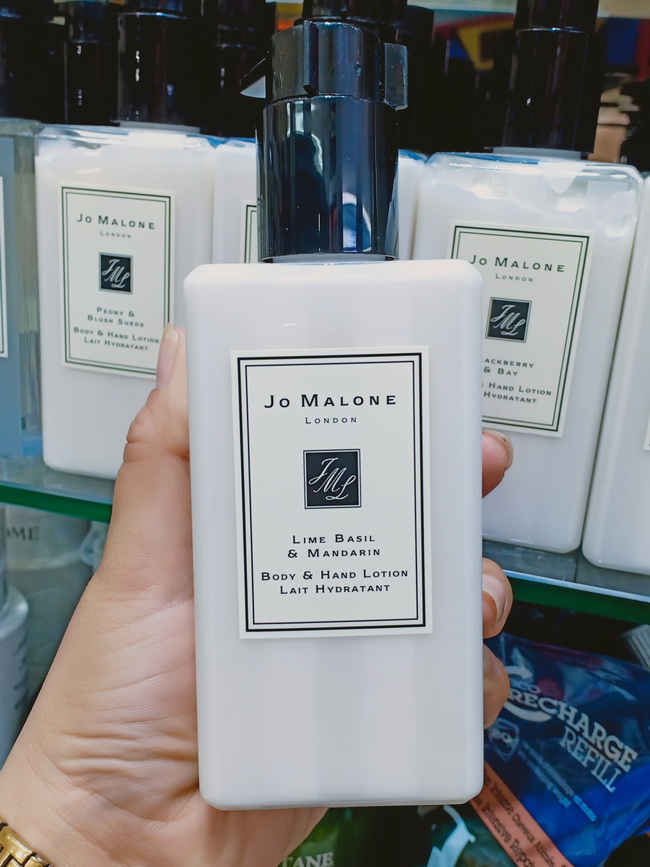 Jo Malone
London
JML
Lime Basil
& Mandarin
Body & Hand Lotion
Lait Hydratant
Jo Malone
London
JML
Peony &
Blush Suede
Body & Hand Lotion
Lait Hydratant
Jo Malone
London
JML
& Bay
Hand Lotion
Hydratant
RECHARGE
REFILL